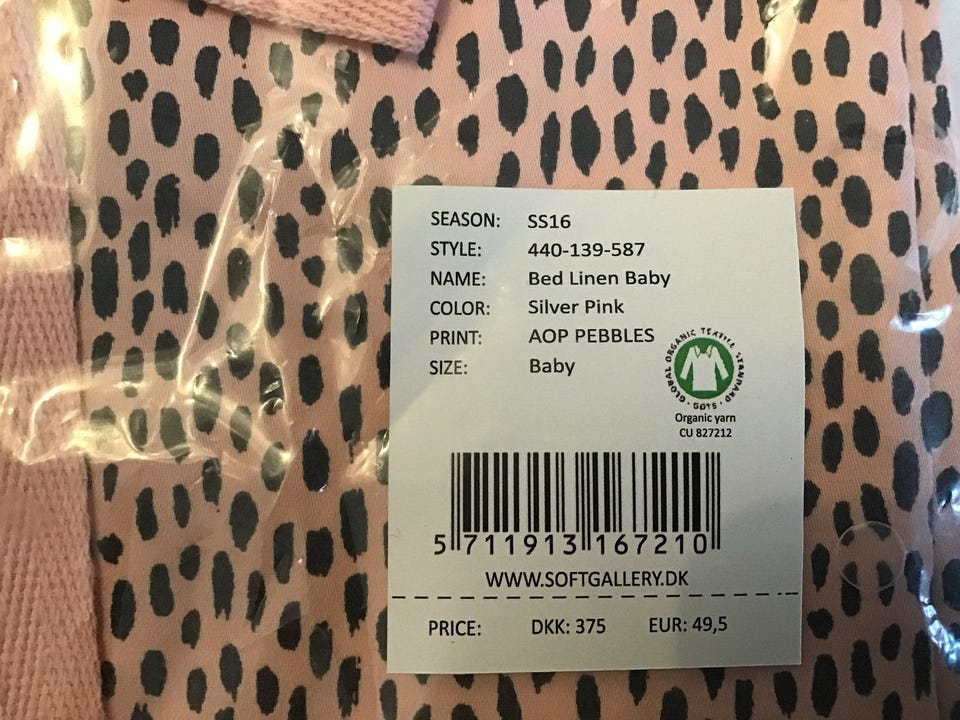 SEASON: SS16
STYLE: 440-139-587
NAME: Bed Linen Baby
COLOR: Silver Pink
PRINT: AOP PEBBLES
SIZE: Baby
GLOBAL ORGANIC TEXTILE STANDARD · GOTS ·
Organic yarn
CU 827212
5 711913 167210
WWW.SOFTGALLERY.DK
PRICE: DKK: 375 EUR: 49,5